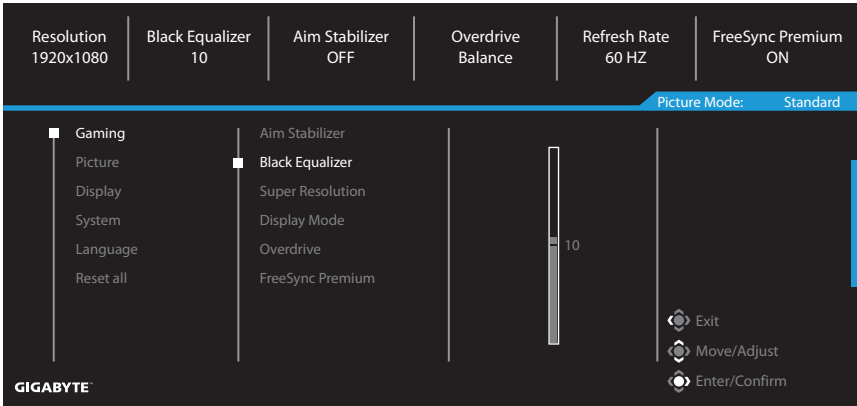 Resolution Black Equalizer Aim Stabilizer Overdrive Refresh Rate FreeSync Premium
1920x1080 10 OFF Balance 60 HZ ON
Picture Mode: Standard
Gaming Aim Stabilizer
Picture Black Equalizer
Display Super Resolution
System Display Mode
Language Overdrive 10
Reset all FreeSync Premium
Exit
Move/Adjust
Enter/Confirm
GIGABYTE™